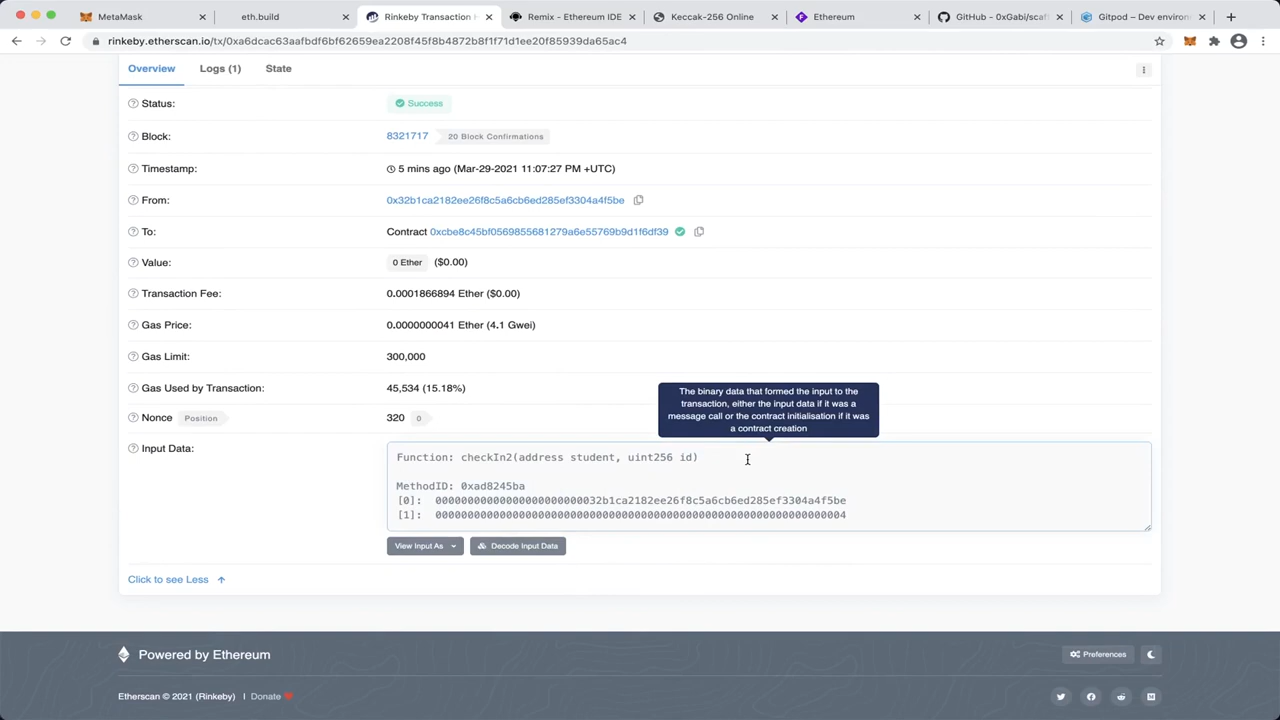 MetaMask
eth.build
Rinkeby Transaction H
Remix - Ethereum IDE
Keccak-256 Online
Ethereum
GitHub - 0xGabi/scaf
Gitpod – Dev environ
rinkeby.etherscan.io/tx/0xa6dcac63aafbdf6bf62659ea2208f45f8b4872b8f1f71d1ee20f85939da65ac4
Overview
Logs (1)
State
Status:
Success
Block:
8321717
20 Block Confirmations
Timestamp:
5 mins ago (Mar-29-2021 11:07:27 PM +UTC)
From:
0x32b1ca2182ee26f8c5a6cb6ed285ef3304a4f5be
To:
Contract 0xcbe8c45bf0569855681279a6e55769b9d1f6df39
Value:
0 Ether
($0.00)
Transaction Fee:
0.0001866894 Ether ($0.00)
Gas Price:
0.0000000041 Ether (4.1 Gwei)
Gas Limit:
300,000
Gas Used by Transaction:
45,534 (15.18%)
The binary data that formed the input to the
transaction, either the input data if it was a
message call or the contract initialisation if it was
a contract creation
Nonce
Position
320
0
Input Data:
Function: checkIn2(address student, uint256 id)
MethodID: 0xad8245ba
[0]: 00000000000000000000000032b1ca2182ee26f8c5a6cb6ed285ef3304a4f5be
[1]: 0000000000000000000000000000000000000000000000000000000000000004
View Input As
Decode Input Data
Click to see Less
Powered by Ethereum
Preferences
Etherscan © 2021 (Rinkeby) | Donate